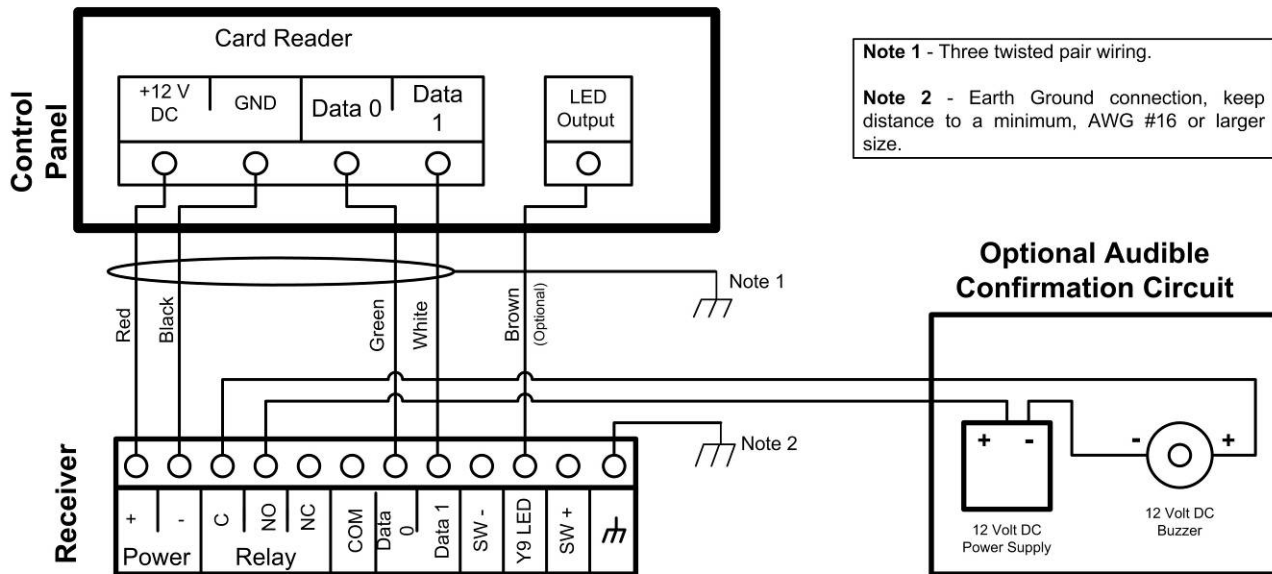 Card Reader
Control
Panel
+12 V
DC
GND
Data 0
Data
1
LED
Output
Note 1 - Three twisted pair wiring.
Note 2 - Earth Ground connection, keep
distance to a minimum, AWG #16 or larger
size.
Red
Black
Green
White
Brown
(Optional)
Note 1
Optional Audible
Confirmation Circuit
Note 2
+ -
- +
12 Volt DC
Power Supply
12 Volt DC
Buzzer
Receiver
+
-
C
NO
NC
COM
Data
0
Data 1
SW -
Y9 LED
SW +
Power
Relay